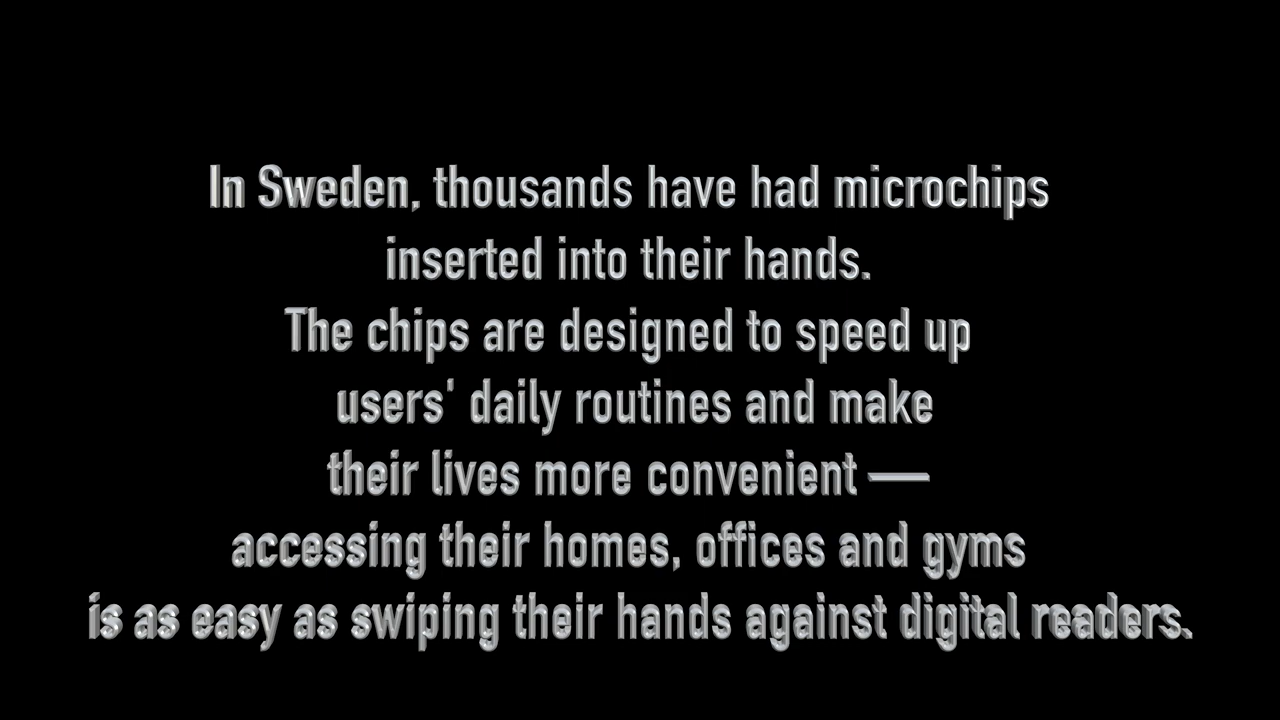 In Sweden, thousands have had microchips
inserted into their hands.
The chips are designed to speed up
users' daily routines and make
their lives more convenient —
accessing their homes, offices and gyms
is as easy as swiping their hands against digital readers.